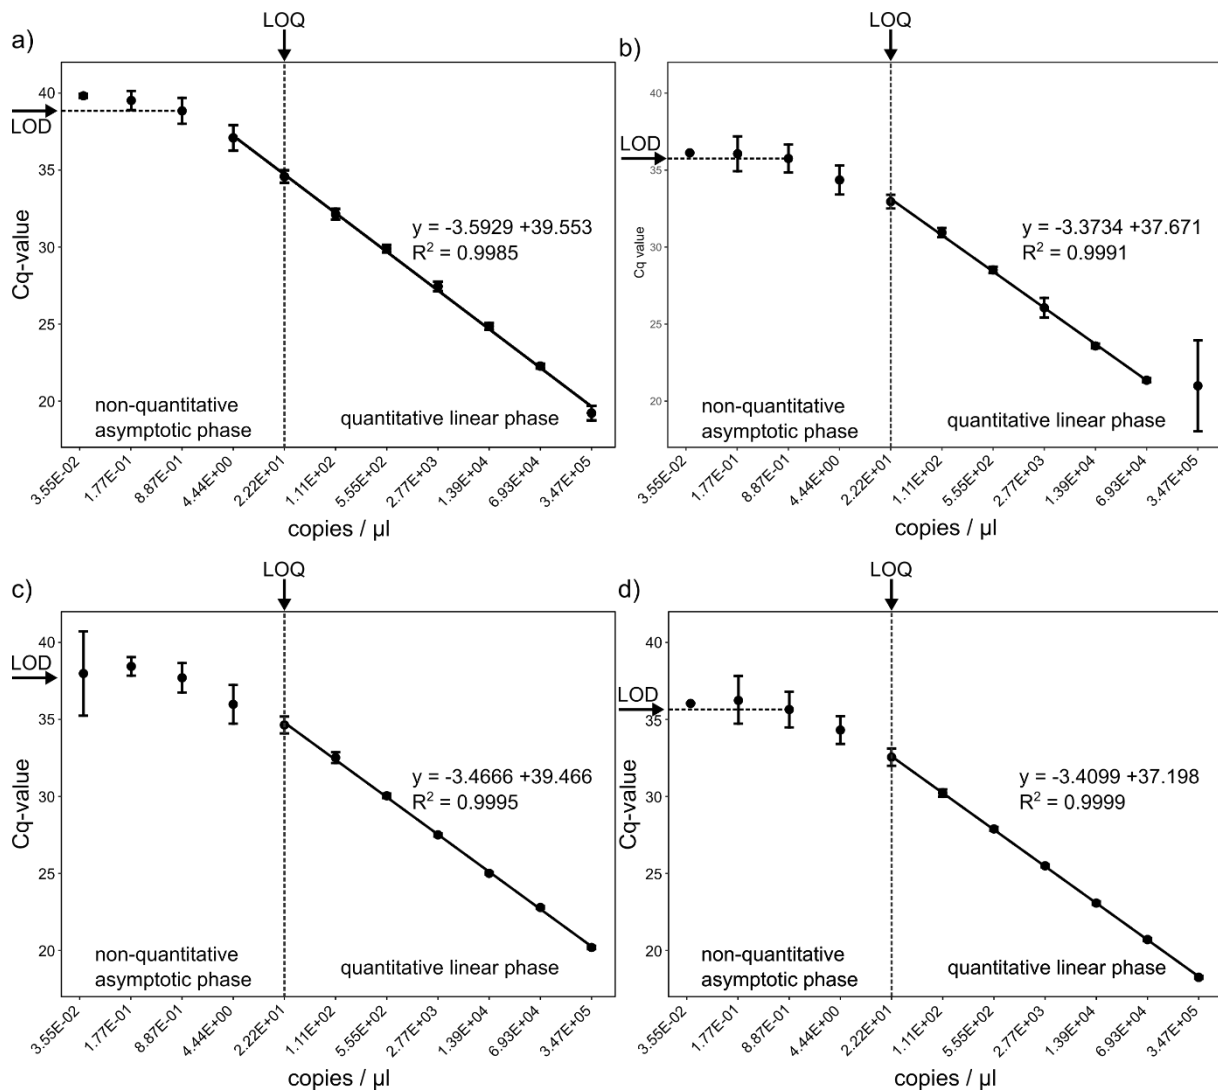 a)
LOQ
LOD
40
35
30
25
20
Cq-value
y = -3.5929 +39.553
R² = 0.9985
non-quantitative
asymptotic phase
quantitative linear phase
3.55E-02
1.77E-01
8.87E-01
4.44E+00
2.22E+01
1.11E+02
5.55E+02
2.77E+03
1.39E+04
6.93E+04
3.47E+05
copies / µl
b)
LOQ
LOD
40
35
30
25
20
Cq value
y = -3.3734 +37.671
R² = 0.9991
non-quantitative
asymptotic phase
quantitative linear phase
3.55E-02
1.77E-01
8.87E-01
4.44E+00
2.22E+01
1.11E+02
5.55E+02
2.77E+03
1.39E+04
6.93E+04
3.47E+05
copies / µl
c)
LOQ
LOD
40
35
30
25
20
Cq-value
y = -3.4666 +39.466
R² = 0.9995
non-quantitative
asymptotic phase
quantitative linear phase
3.55E-02
1.77E-01
8.87E-01
4.44E+00
2.22E+01
1.11E+02
5.55E+02
2.77E+03
1.39E+04
6.93E+04
3.47E+05
copies / µl
d)
LOQ
LOD
40
35
30
25
20
Cq-value
y = -3.4099 +37.198
R² = 0.9999
non-quantitative
asymptotic phase
quantitative linear phase
3.55E-02
1.77E-01
8.87E-01
4.44E+00
2.22E+01
1.11E+02
5.55E+02
2.77E+03
1.39E+04
6.93E+04
3.47E+05
copies / µl